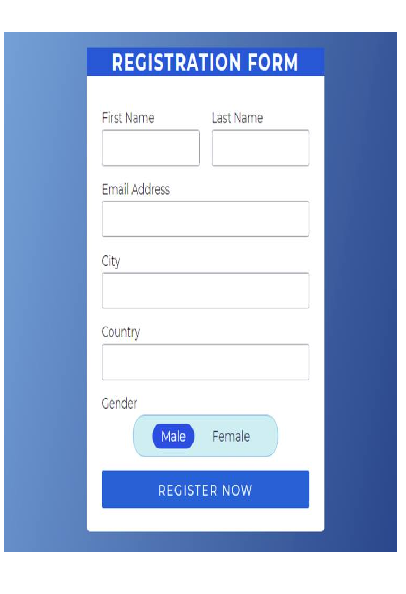 REGISTRATION FORM
First Name Last Name
Email Address
City
Country
Gender
Male Female
REGISTER NOW